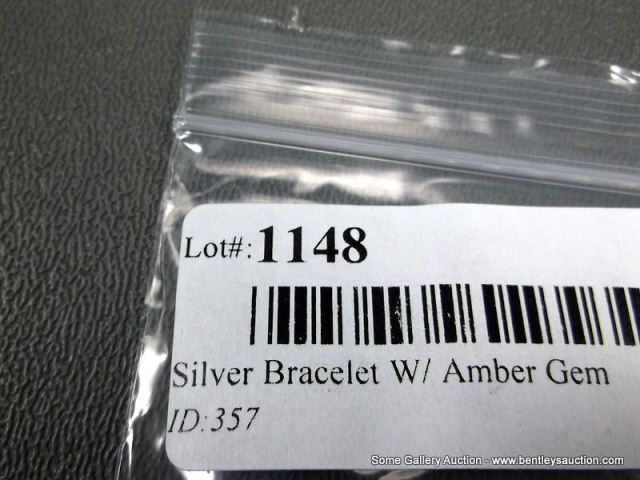 Lot#: 1148
Silver Bracelet W/ Amber Gem
ID:357
Some Gallery Auction - www.bentleysauction.com